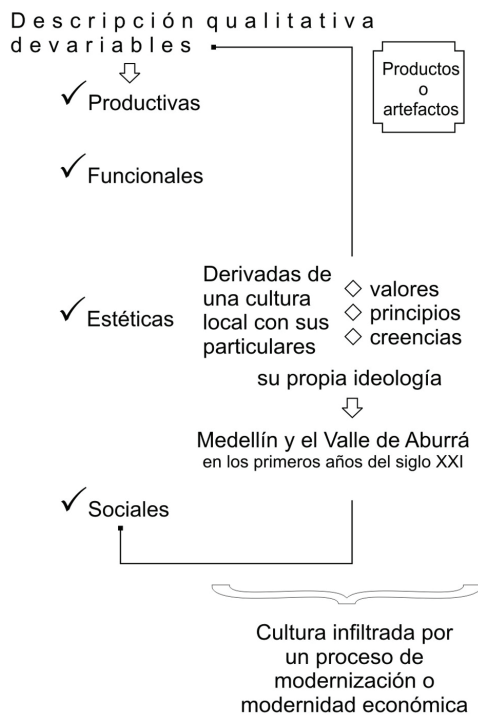 Descripción qualitativa
devariables
Productos
o
artefactos
Productivas
Funcionales
Estéticas
Derivadas de
una cultura
local con sus
particulares
valores
principios
creencias
su propia ideología
Medellín y el Valle de Aburrá
en los primeros años del siglo XXI
Sociales
Cultura infiltrada por
un proceso de
modernización o
modernidad económica